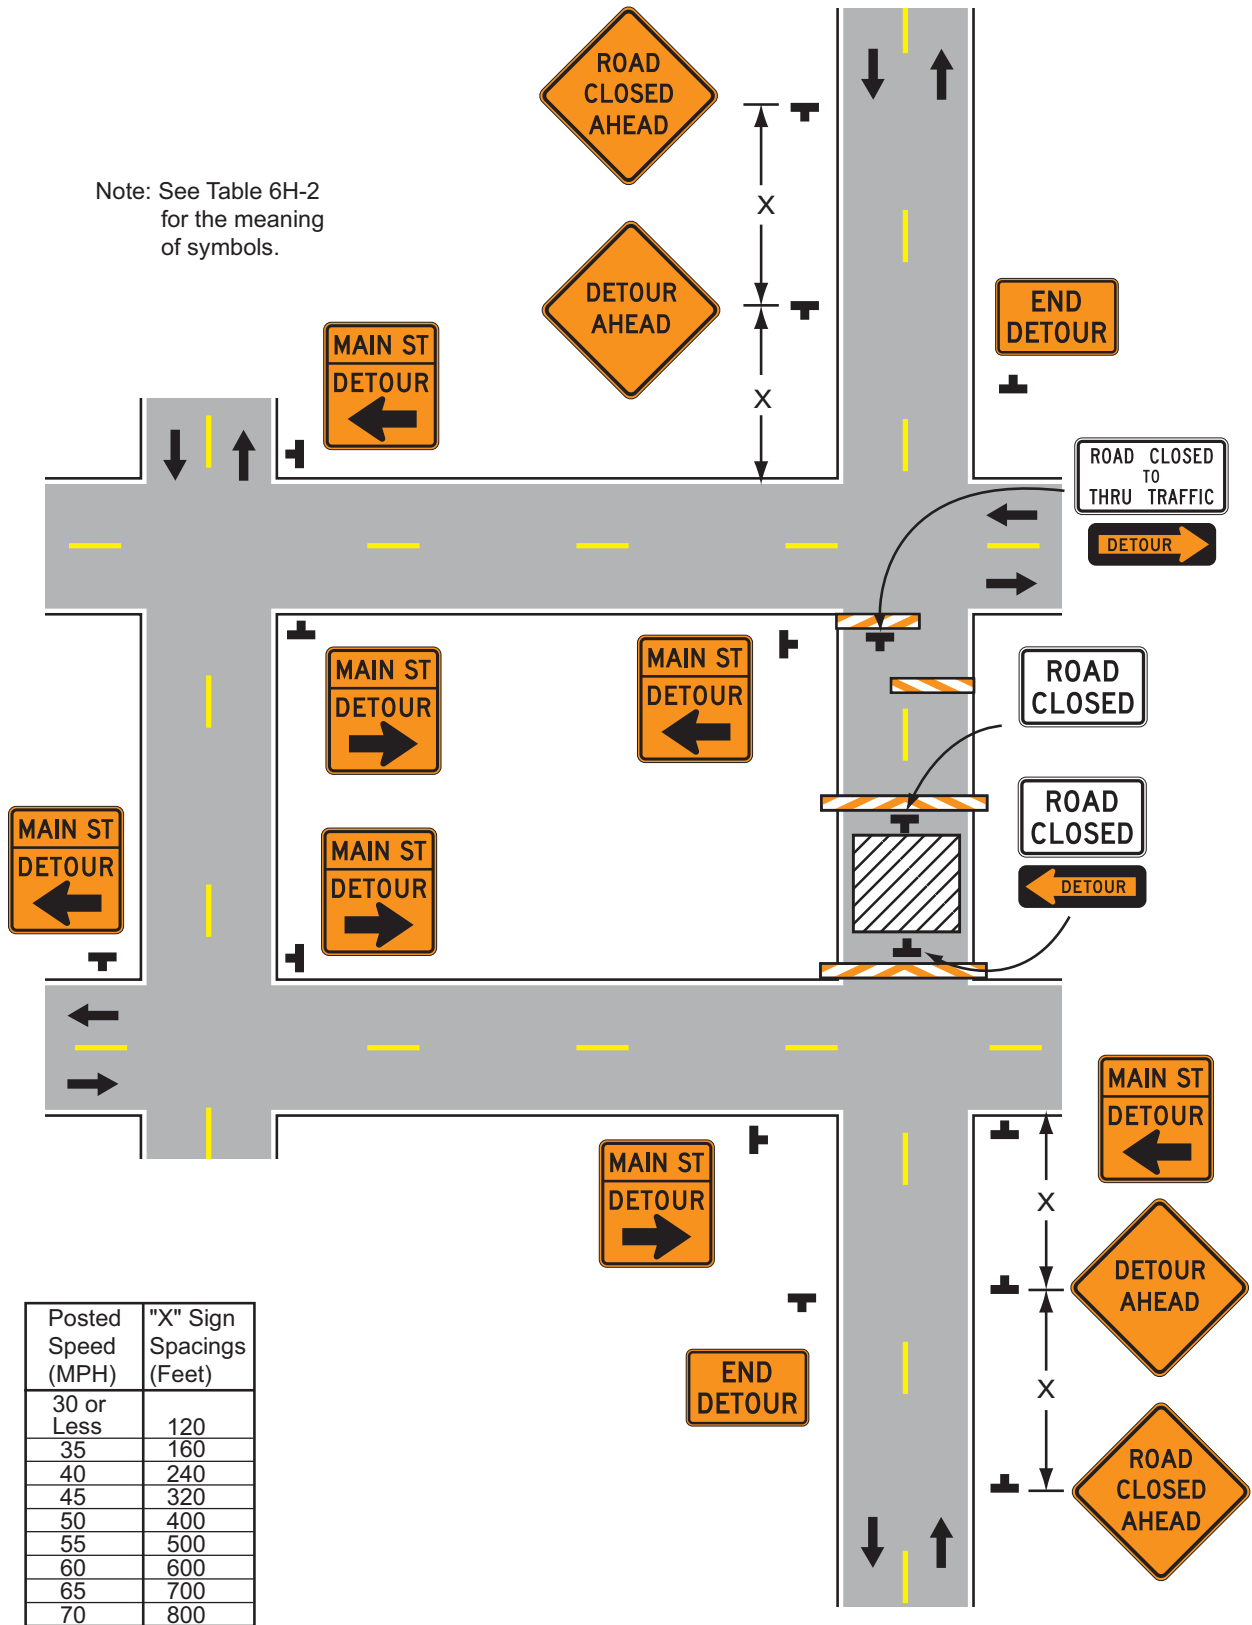 ROAD
CLOSED
AHEAD
X
Note: See Table 6H-2
for the meaning
of symbols.
DETOUR
AHEAD
X
END
DETOUR
MAIN ST
DETOUR
ROAD CLOSED
TO
THRU TRAFFIC
DETOUR
MAIN ST
DETOUR
MAIN ST
DETOUR
ROAD
CLOSED
ROAD
CLOSED
DETOUR
MAIN ST
DETOUR
MAIN ST
DETOUR
MAIN ST
DETOUR
MAIN ST
DETOUR
X
DETOUR
AHEAD
X
END
DETOUR
ROAD
CLOSED
AHEAD
Posted "X" Sign
Speed Spacings
(MPH) (Feet)
30 or
Less 120
35 160
40 240
45 320
50 400
55 500
60 600
65 700
70 800